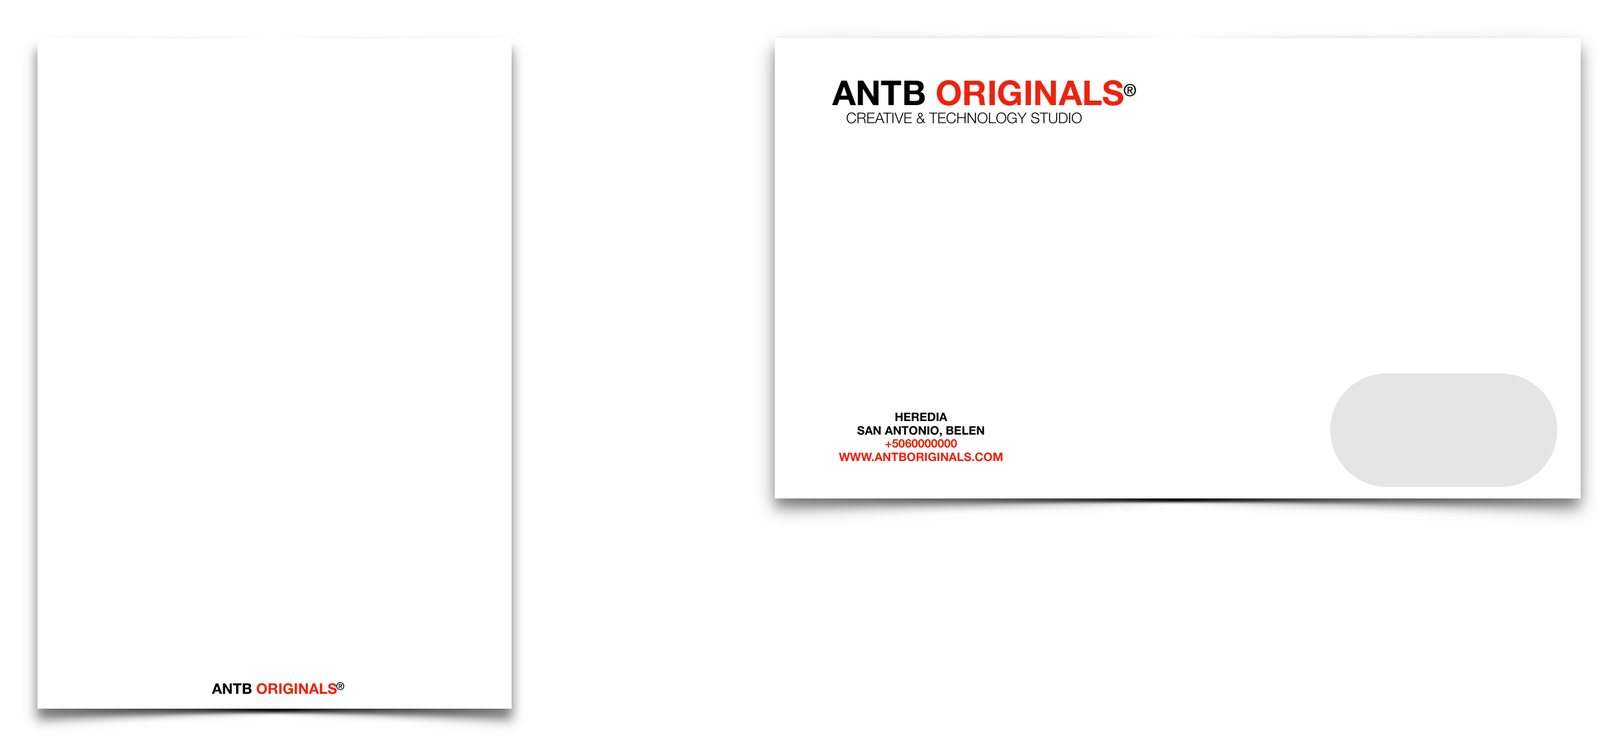 ANTB ORIGINALS®
ANTB ORIGINALS®
CREATIVE & TECHNOLOGY STUDIO
HEREDIA
SAN ANTONIO, BELEN
+5060000000
WWW.ANTBORIGINALS.COM